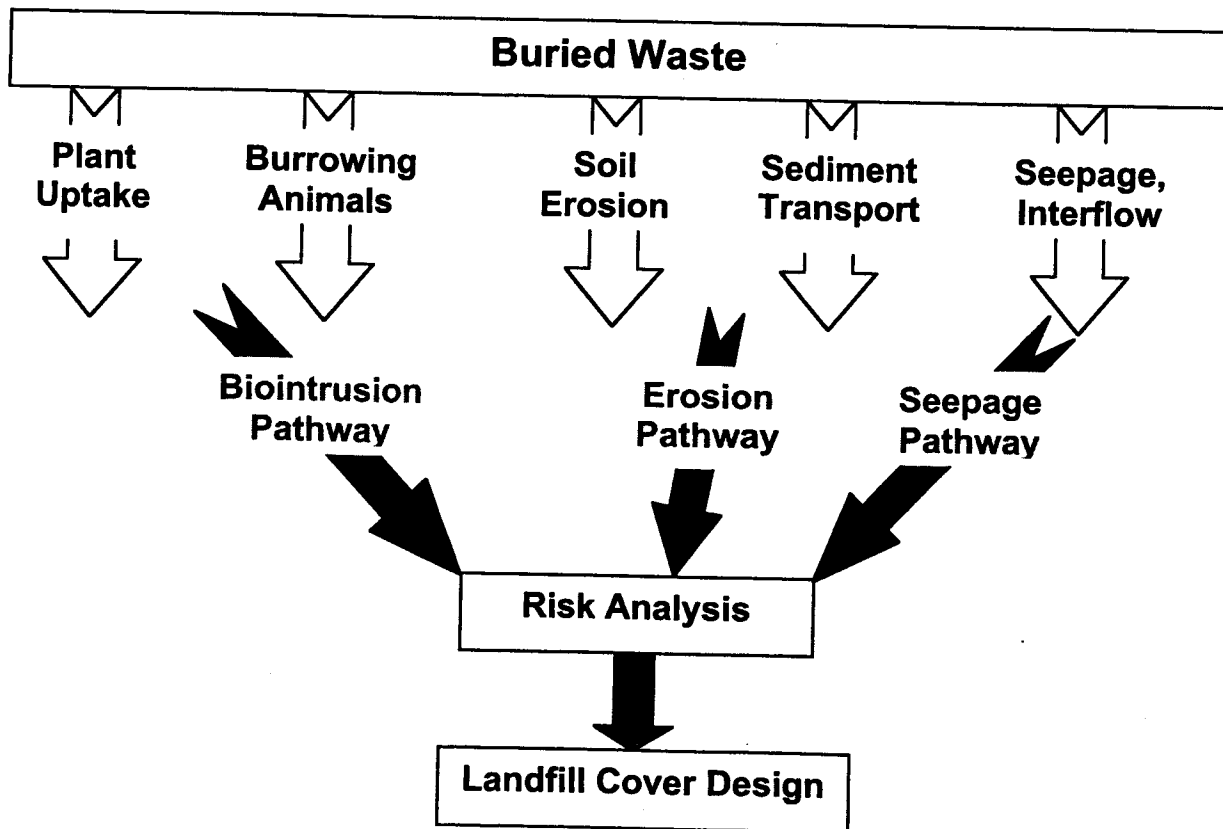 Buried Waste
Plant
Uptake
Burrowing
Animals
Soil
Erosion
Sediment
Transport
Seepage,
Interflow
Biointrusion
Pathway
Erosion
Pathway
Seepage
Pathway
Risk Analysis
Landfill Cover Design